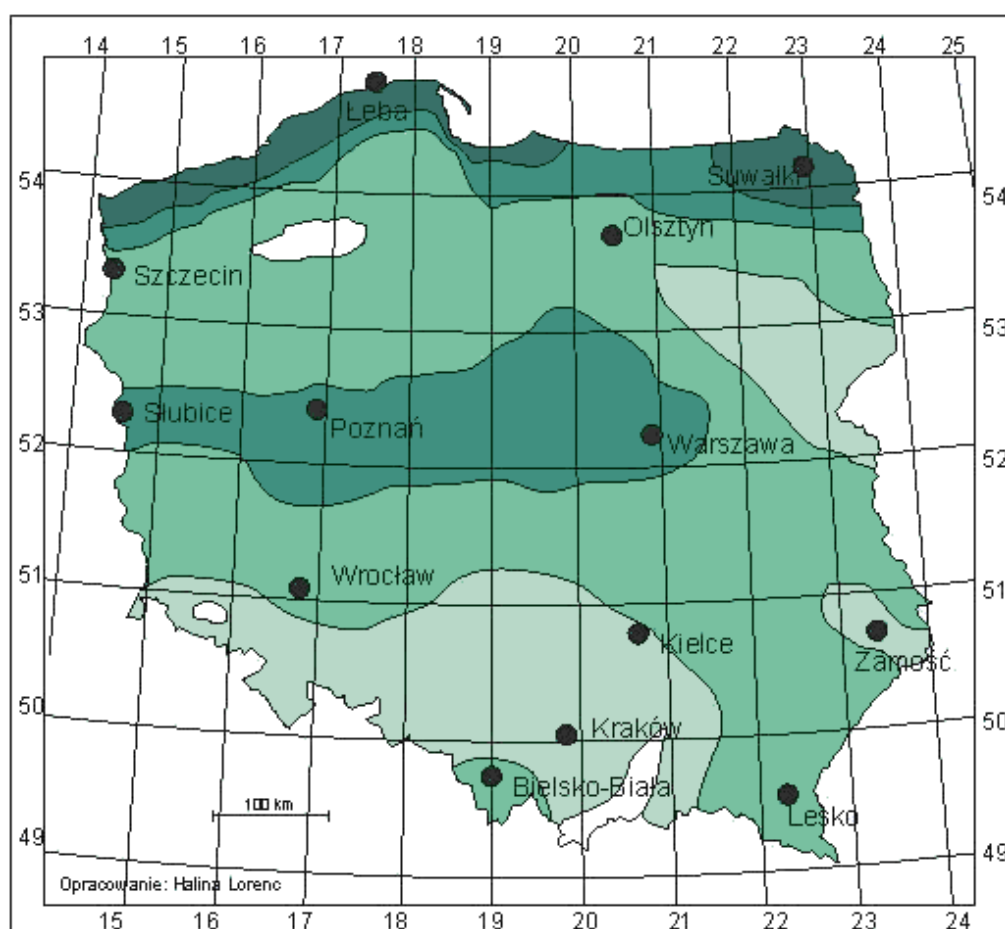 14 15 16 17 18 19 20 21 22 23 24 25
Łeba
Suwałki
54
54
Olsztyn
Szczecin
53
53
Słubice
Poznań
Warszawa
52
52
Wrocław
51
51
Kielce
Zamość
50
50
Kraków
Bielsko-Biała
100 km
Lesko
49
49
Opracowanie: Halina Lorenc
15 16 17 18 19 20 21 22 23 24